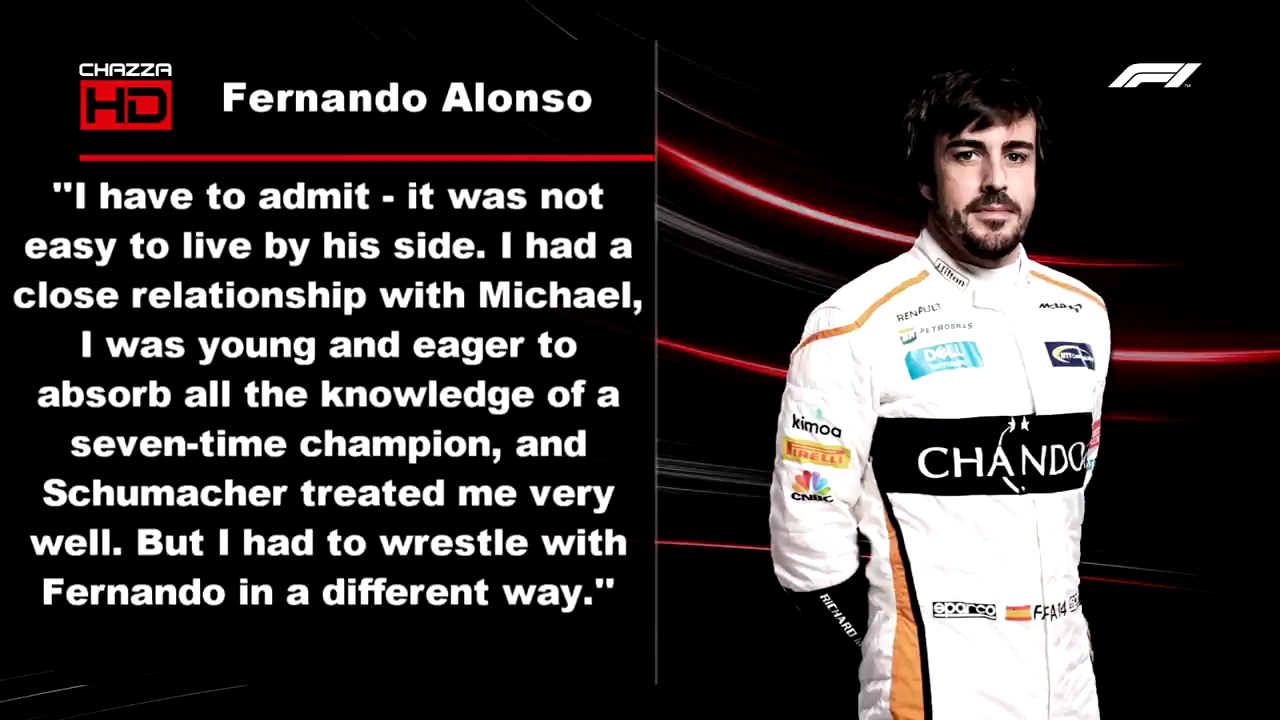 CHAZZA
HD
Fernando Alonso
"I have to admit - it was not
easy to live by his side. I had a
close relationship with Michael,
I was young and eager to
absorb all the knowledge of a
seven-time champion, and
Schumacher treated me very
well. But I had to wrestle with
Fernando in a different way."
F1
Hilton
RENAULT
McLaren
PETROBRAS
DELL
kimoa
PIRELLI
CNBC
CHANDO
RICHARD
sparco